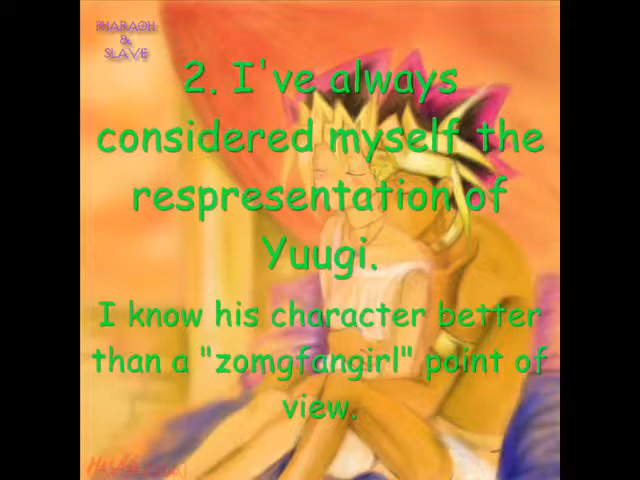 PHARAOH
&
SLAVE
2. I've always
considered myself the
respresentation of
Yuugi.
I know his character better
than a "zomgfangirl" point of
view.